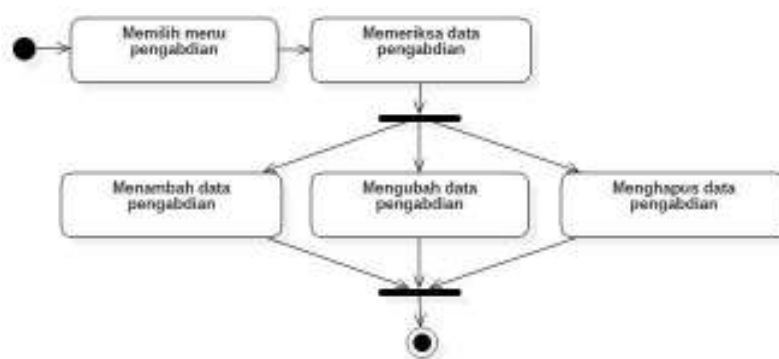 Memilih menu
pengabdian
Memeriksa data
pengabdian
Menambah data
pengabdian
Mengubah data
pengabdian
Menghapus data
pengabdian